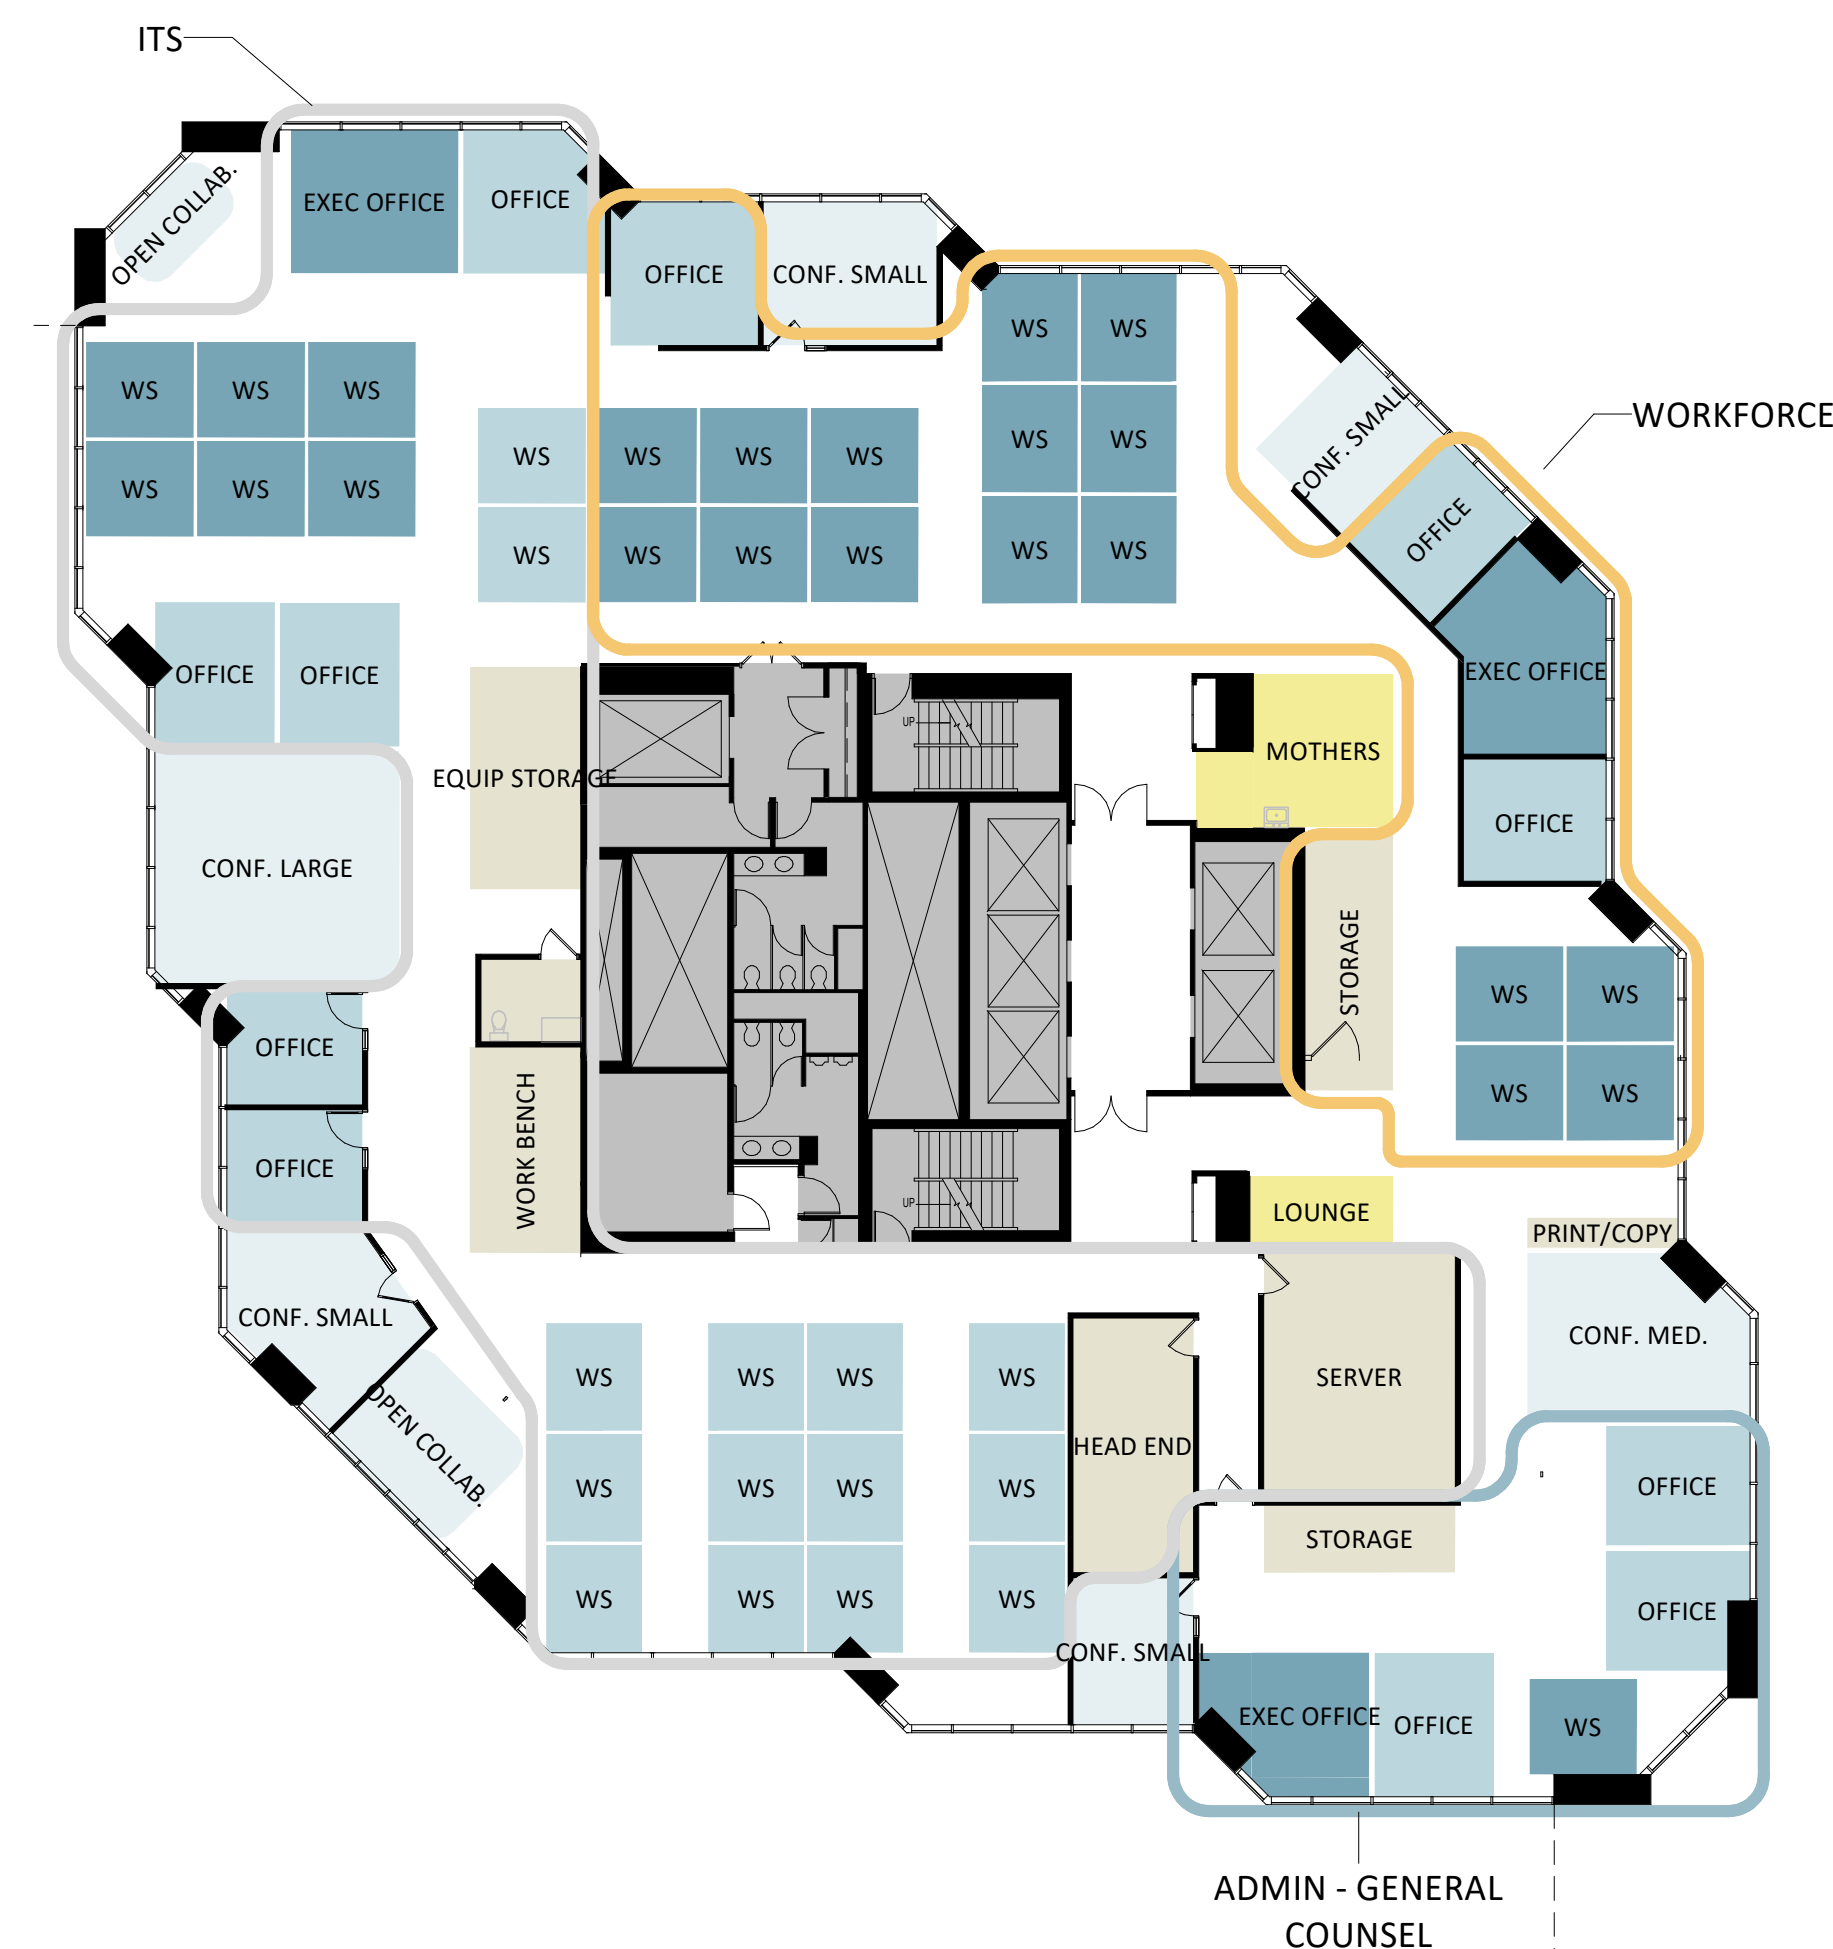 ITS
OPEN COLLAB.
EXEC OFFICE
OFFICE
OFFICE
CONF. SMALL
WS
WS
WORKFORCE
WS
WS
WS
CONF. SMALL
WS
WS
WS
WS
WS
WS
WS
WS
WS
OFFICE
WS
WS
WS
WS
WS
WS
OFFICE
OFFICE
EXEC OFFICE
UP
MOTHERS
EQUIP STORAGE
OFFICE
CONF. LARGE
STORAGE
WS
WS
OFFICE
WS
WS
WORK BENCH
OFFICE
UP
LOUNGE
PRINT/COPY
CONF. SMALL
CONF. MED.
WS
WS
WS
WS
SERVER
OPEN COLLAB.
HEAD END
WS
WS
WS
WS
OFFICE
STORAGE
WS
WS
WS
WS
OFFICE
CONF. SMALL
EXEC OFFICE
OFFICE
WS
ADMIN - GENERAL
COUNSEL